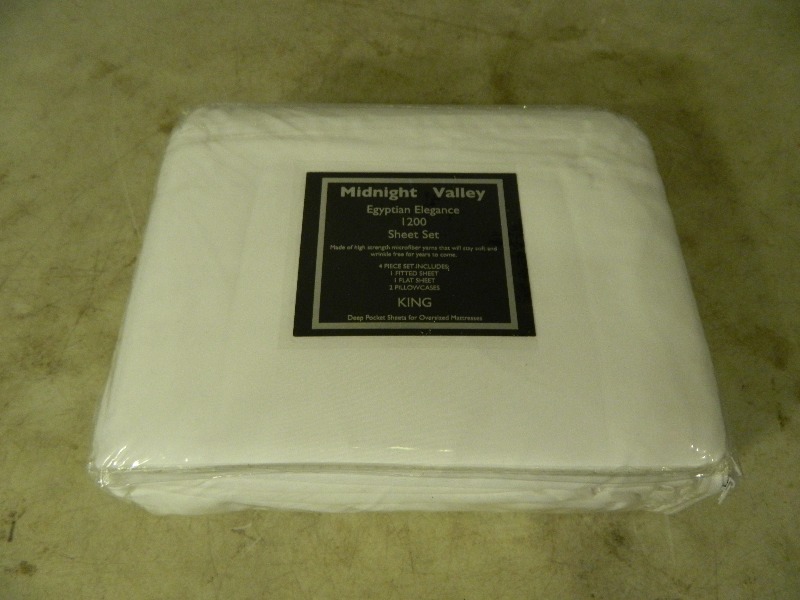 Midnight Valley
Egyptian Elegance
1200
Sheet Set
Made of high strength microfiber yarns that will stay soft and
wrinkle free for years to come.
4 PIECE SET INCLUDES;
1 FITTED SHEET
1 FLAT SHEET
2 PILLOWCASES
KING
Deep Pocket Sheets for Oversized Mattresses